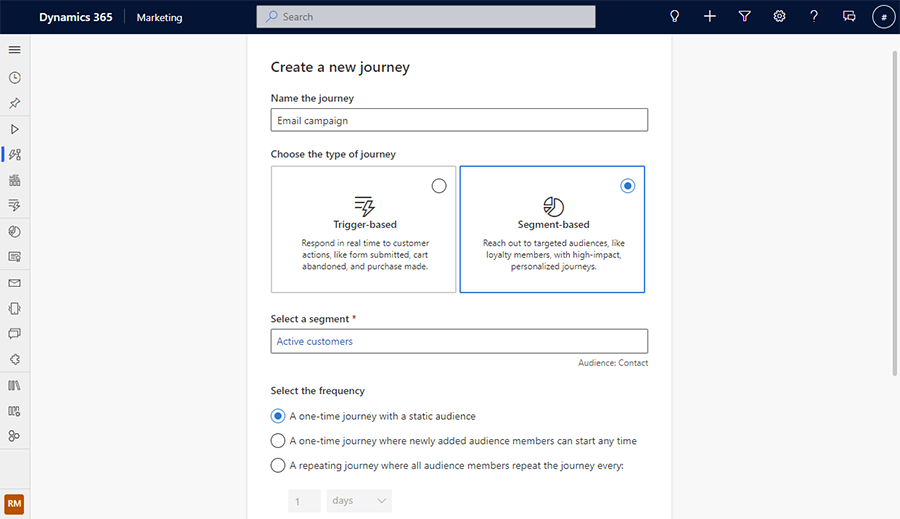 Dynamics 365 Marketing Search #
Create a new journey
Name the journey
Email campaign
Choose the type of journey
Trigger-based
Respond in real time to customer
actions, like form submitted, cart
abandoned, and purchase made.
Segment-based
Reach out to targeted audiences, like
loyalty members, with high-impact,
personalized journeys.
Select a segment *
Active customers
Audience: Contact
Select the frequency
A one-time journey with a static audience
A one-time journey where newly added audience members can start any time
A repeating journey where all audience members repeat the journey every:
1 days
RM